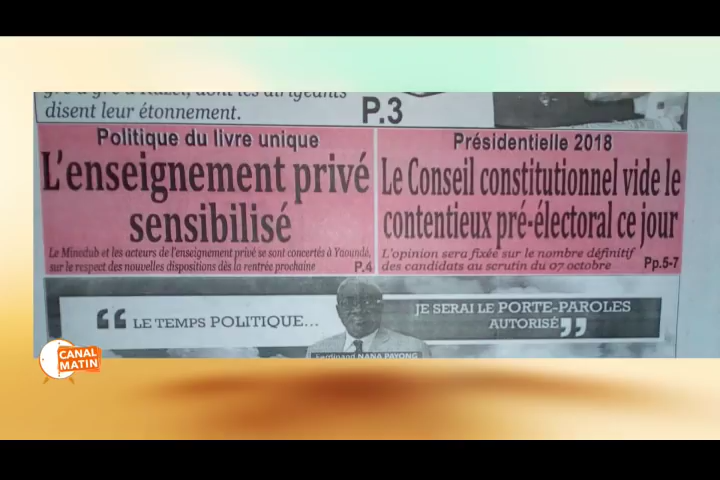 disent leur étonnement.
P.3
Politique du livre unique
L'enseignement privé
sensibilisé
Le Minedub et les acteurs de l'enseignement privé se sont concertés à Yaoundé,
sur le respect des nouvelles dispositions dès la rentrée prochaine
P.4
Présidentielle 2018
Le Conseil constitutionnel vide le
contentieux pré-électoral ce jour
L'opinion sera fixée sur le nombre définitif
des candidats au scrutin du 07 octobre
Pp.5-7
“ LE TEMPS POLITIQUE...
JE SERAI LE PORTE-PAROLES
AUTORISÉ ”
Ferdinand NANA PAYONG
CANAL
MATIN